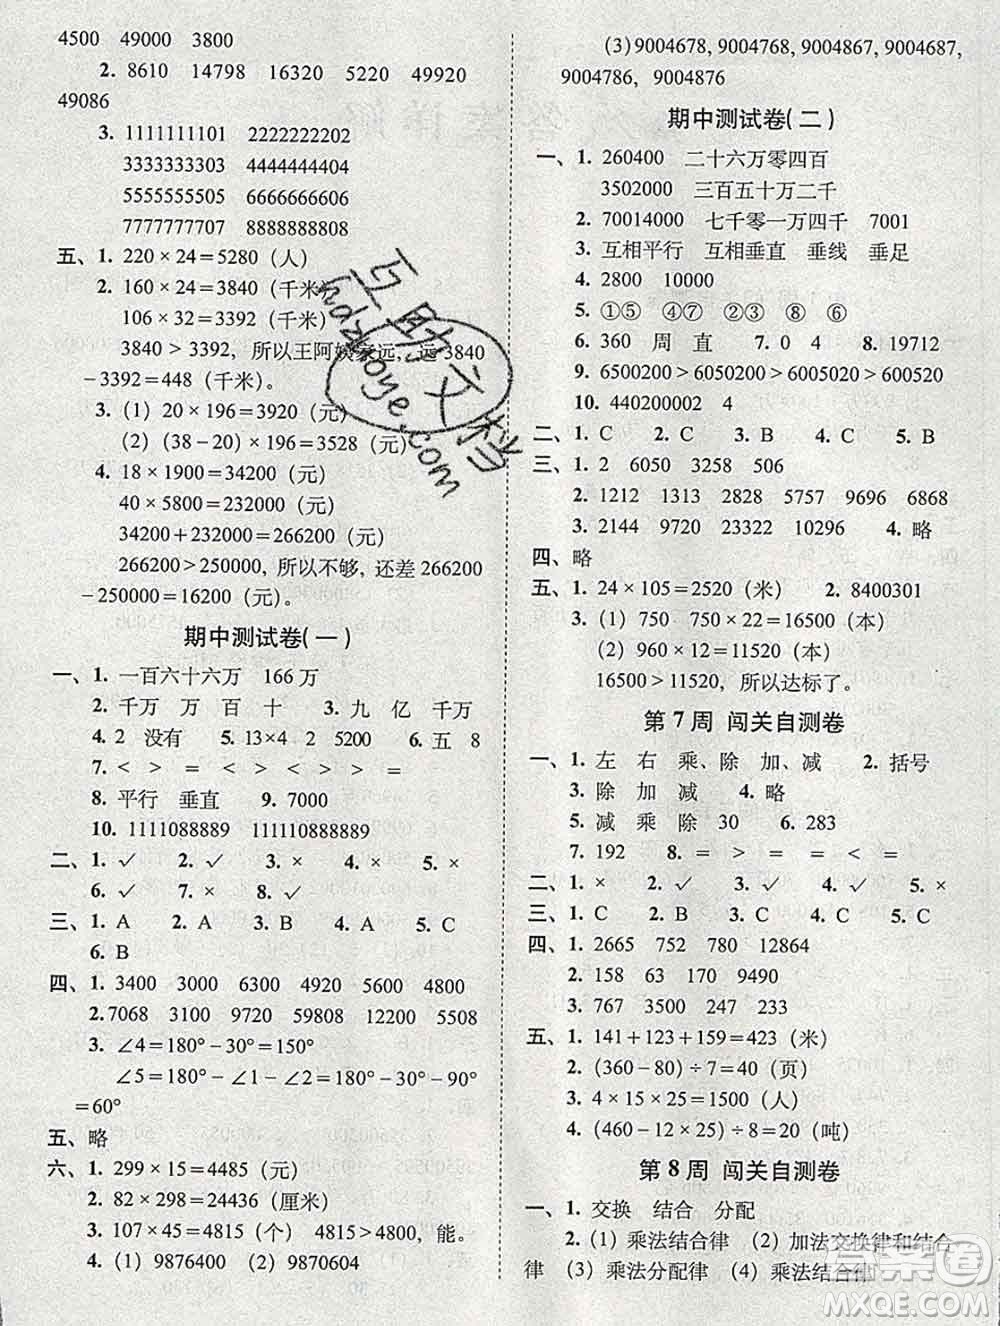 4500 49000 3800
2. 8610 14798 16320 5220 49920
49086
3. 1111111101 2222222202
3333333303 4444444404
5555555505 6666666606
7777777707 8888888808
五、1. 220×24=5280(人)
2. 160×24=3840(千米)
106×32=3392(千米)
3840>3392, 所以王阿姨家远, 远 3840
-3392=448(千米)。
3. (1) 20×196=3920(元)
(2) (38-20)×196=3528(元)
4. 18×1900=34200(元)
40×5800=232000(元)
34200+232000=266200(元)
266200>250000, 所以不够, 还差 266200
-250000=16200(元)。
期中测试卷(一)
一、1. 一百六十六万 166万
2. 千万 万 百 十 3. 九 亿 千万
4. 2 没有 5. 13×4 2 5200 6. 五 8
7. < > = < < >
8. 平行 垂直 9. 7000
10. 1111088889 111110888889
二、1. ✓ 2. ✓ 3. × 4. × 5. ×
6. ✓ 7. × 8. ✓
三、1. A 2. A 3. B 4. A 5. C
6. B
四、1. 3400 3000 6300 4920 5600 4800
2. 7068 3100 9720 59808 12200 5508
3. ∠4=180°-30°=150°
∠5=180°-30°-90°
=60°
五、略
六、1. 299×15=4485(元)
2. 82×298=24436(厘米)
3. 107×45=4815(个) 4815>4800, 能。
4. (1) 9876400 (2) 9870604
(3) 9004678, 9004768, 9004867, 9004687,
9004786, 9004876
期中测试卷(二)
一、1. 260400 二十六万零四百
3502000 三百五十万二千
2. 70014000 七千零一万四千 7001
3. 互相平行 互相垂直 垂线 垂足
4. 2800 10000
5. ①⑤ ④⑦ ②③ ⑧ ⑥
6. 360 周 直 7. 0 4 8. 19712
9. 6500200>6050200>6005020>600520
10. 440200002 4
二、1. C 2. C 3. B 4. C 5. B
三、1. 2 6050 3258 506
2. 1212 1313 2828 5757 9696 6868
3. 2144 9720 23322 10296 4. 略
四、略
五、1. 24×105=2520(米) 2. 8400301
3. (1) 750 750×22=16500(本)
(2) 960×12=11520(本)
16500>11520, 所以达标了。
第7周 闯关自测卷
一、1. 左 右 乘、除 加、减 2. 括号
3. 除 加 减 4. 略
5. 减 乘 除 30 6. 283
7. 192 8. = > = = < =
二、1. × 2. × 3. ✓ 4. ✓ 5. ×
三、1. C 2. B 3. C 4. B 5. C
四、1. 2665 752 780 12864
2. 158 63 170 9490
3. 767 3500 247 233
五、1. 141+123+159=423(米)
2. (360-80)÷7=40(页)
3. 4×15×25=1500(人)
4. (460-12×25)÷8=20(吨)
第8周 闯关自测卷
一、1. 交换 结合 分配
2. (1) 乘法结合律 (2) 加法交换律和结合
律 (3) 乘法分配律 (4) 乘法结合律
互助文档
hdzuoye.com
答案圈
MXQE.COM